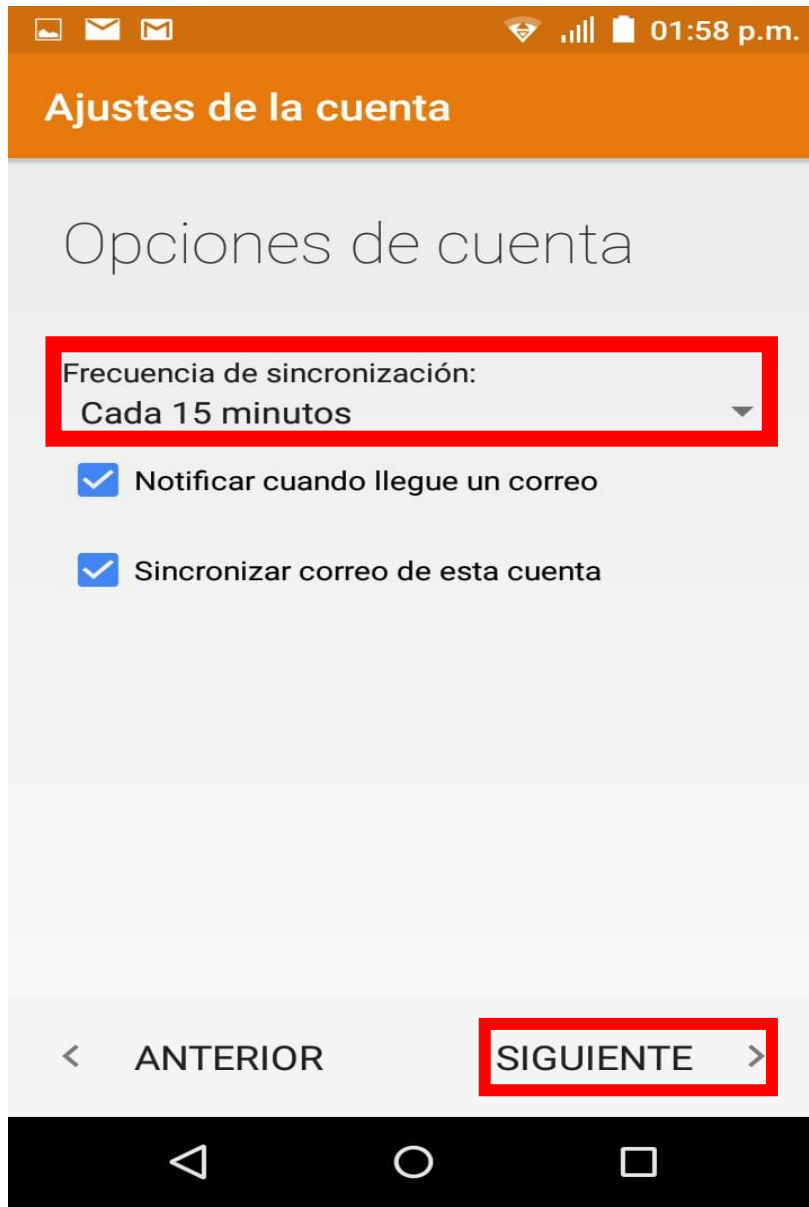 01:58 p.m.
Ajustes de la cuenta
Opciones de cuenta
Frecuencia de sincronización:
Cada 15 minutos
Notificar cuando llegue un correo
Sincronizar correo de esta cuenta
ANTERIOR SIGUIENTE